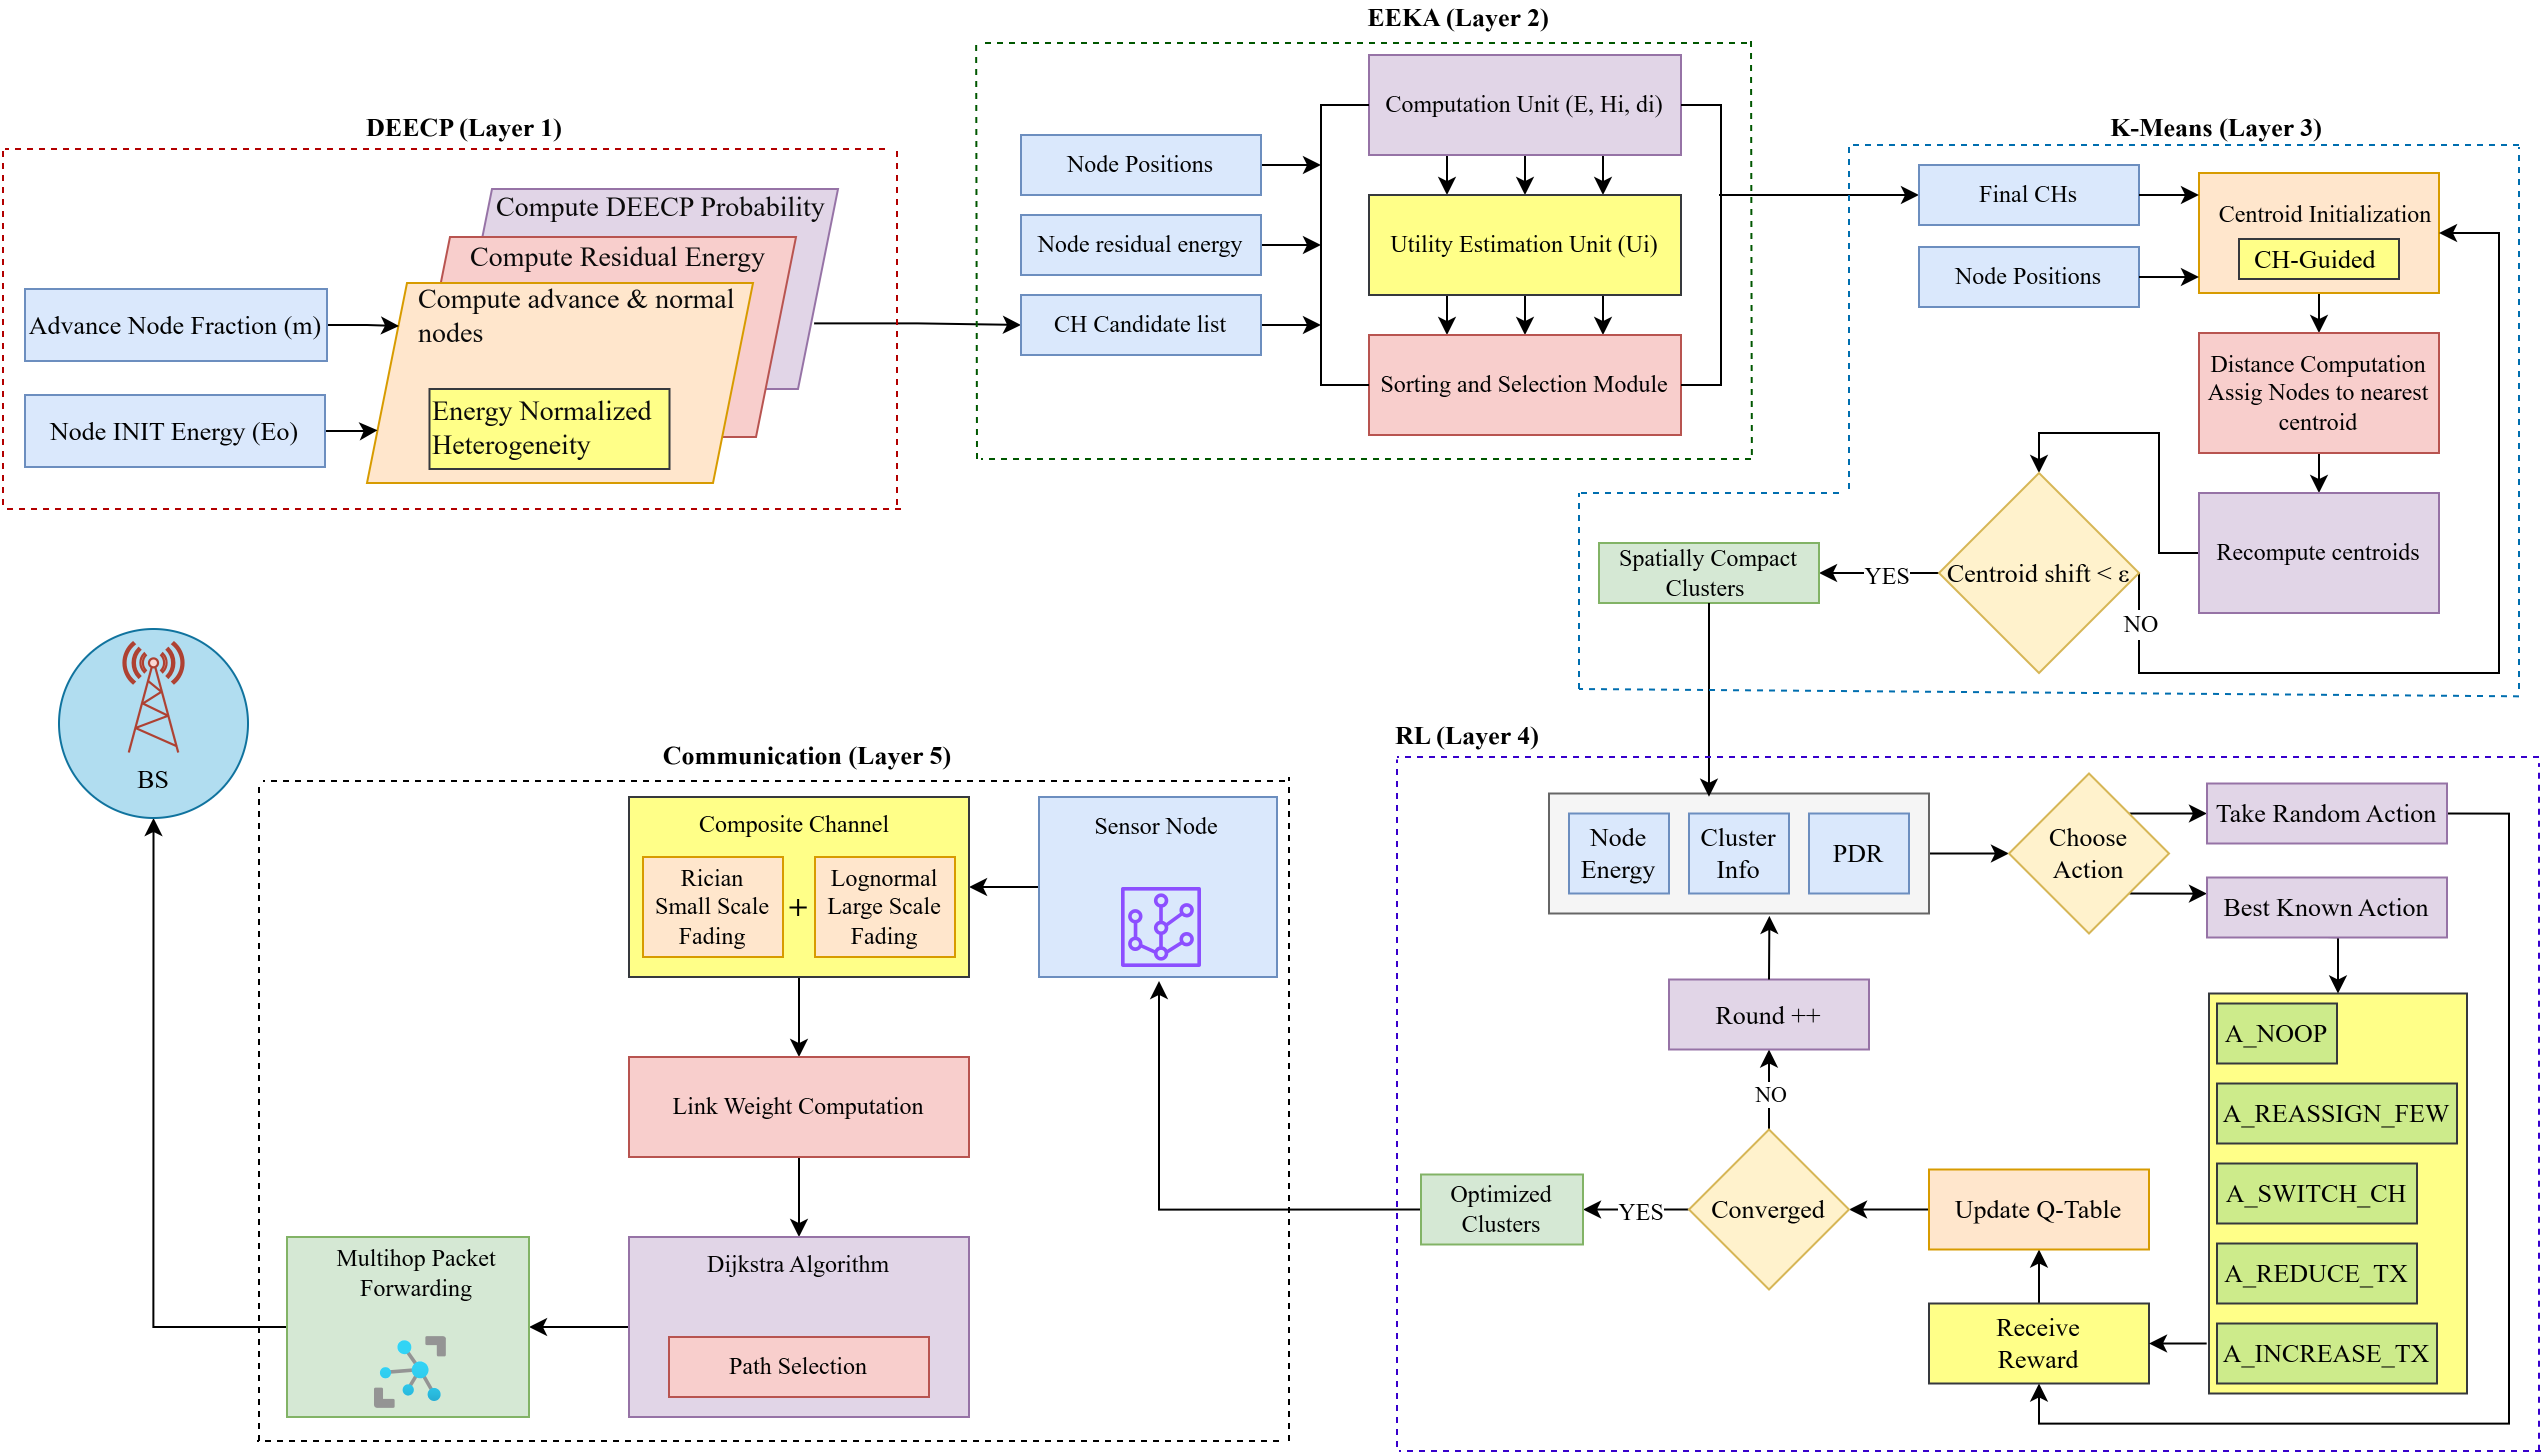 EEKA (Layer 2)
DEECP (Layer 1)
K-Means (Layer 3)
Compute DEECP Probability
Compute Residual Energy
Compute advance & normal
nodes
Energy Normalized
Heterogeneity
Advance Node Fraction (m)
Node INIT Energy (Eo)
Node Positions
Node residual energy
CH Candidate list
Computation Unit (E, Hi, di)
Utility Estimation Unit (Ui)
Sorting and Selection Module
Final CHs
Node Positions
Centroid Initialization
CH-Guided
Distance Computation
Assig Nodes to nearest
centroid
Recompute centroids
Centroid shift < ε
YES
NO
Spatially Compact
Clusters
RL (Layer 4)
Node
Energy
Cluster
Info
PDR
Choose
Action
Take Random Action
Best Known Action
A_NOOP
A_REASSIGN_FEW
A_SWITCH_CH
A_REDUCE_TX
A_INCREASE_TX
Receive
Reward
Update Q-Table
Converged
NO
Round ++
YES
Optimized
Clusters
Communication (Layer 5)
Sensor Node
Composite Channel
Rician
Small Scale
Fading
+
Lognormal
Large Scale
Fading
Link Weight Computation
Dijkstra Algorithm
Path Selection
Multihop Packet
Forwarding
BS